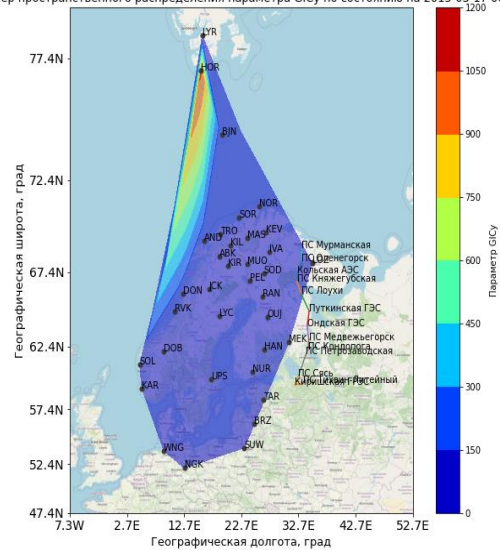 мер пространственного распределения параметра GICy по состоянию на 2015-03-17
77.4N
72.4N
67.4N
62.4N
57.4N
52.4N
47.4N
7.3W
2.7E
12.7E
22.7E
32.7E
42.7E
52.7E
Географическая широта, град
Географическая долгота, град
LYR
HOR
BJN
NOR
SOR
TRO
KEV
AND
KIL
MAS
ПС Мурманская
ABK
IVA
KIR
MUO
ПС Оленегорск
SOD
Кольская АЭС
PEL
ПС Княжегубская
DON
JCK
RAN
ПС Лоухи
RVK
LYC
OUJ
Путкинская ГЭС
Ондская ГЭС
MEK
ПС Медвежьегорск
DOB
HAN
ПС Кондопога
ПС Петрозаводская
SOL
UPS
NUR
ПС Сясь
KAR
TAR
BRZ
WNG
SUW
NGK
1200
1050
900
750
600
450
300
150
0
Параметр GICy